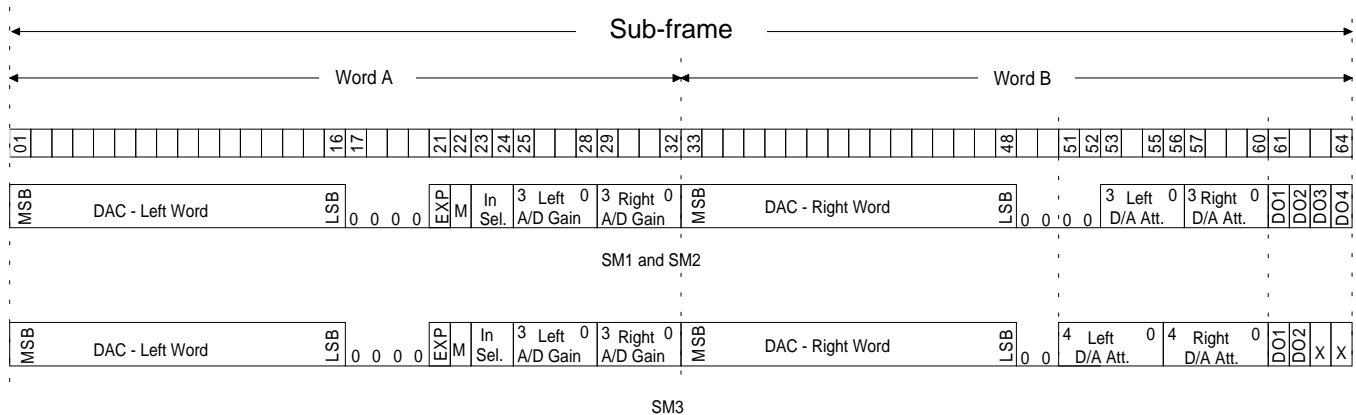 Sub-frame
Word A Word B
01 16 17 21 22 23 24 25 28 29 32 33 48 51 52 53 55 56 57 60 61 64
MSB DAC - Left Word LSB 0 0 0 0 EXP M In Sel. 3 Left 0 A/D Gain 3 Right 0 A/D Gain MSB DAC - Right Word LSB 0 0 0 0 3 Left 0 D/A Att. 3 Right 0 D/A Att. DO1 DO2 DO3 DO4
SM1 and SM2
MSB DAC - Left Word LSB 0 0 0 0 EXP M In Sel. 3 Left 0 A/D Gain 3 Right 0 A/D Gain MSB DAC - Right Word LSB 0 0 4 Left 0 D/A Att. 4 Right 0 D/A Att. DO1 DO2 X X
SM3